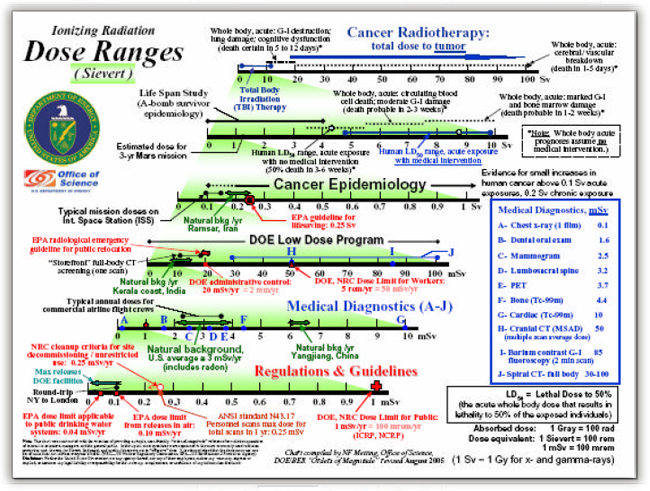 Ionizing Radiation
Dose Ranges
( Sievert )
Office of
Science
U.S. DEPARTMENT OF ENERGY
Whole body, acute: G-I destruction;
lung damage; cognitive dysfunction
(death certain in 5 to 12 days)*
Cancer Radiotherapy:
total dose to tumor
Whole body, acute:
cerebral/ vascular
breakdown
(death in 1-5 days)*
0 10 20 30 40 50 60 70 80 90 100 Sv
Total Body
Irradiation
(TBI) Therapy
Life Span Study
(A-bomb survivor
epidemiology)
Whole body, acute: circulating blood
cell death; moderate G-I damage
(death probable in 2-3 weeks)*
Whole body, acute: marked G-I
and bone marrow damage
(death probable in 1-2 weeks)*
0 1 2 3 4 5 6 7 8 9 10 Sv
*Note: Whole body acute
prognoses assume no
medical intervention.
Estimated dose for
3-yr Mars mission
Human LD50 range, acute exposure
with no medical intervention
(50% death in 3-6 weeks)*
Human LD50 range, acute exposure
with medical intervention
Cancer Epidemiology
Evidence for small increases in
human cancer above 0.1 Sv acute
exposures, 0.2 Sv chronic exposure
0 0.1 0.2 0.3 0.4 0.5 0.6 0.7 0.8 0.9 1 Sv
Typical mission doses on
Int. Space Station (ISS)
Natural bkg /yr
Ramsar, Iran
EPA guideline for
lifesaving: 0.25 Sv
EPA radiological emergency
guideline for public relocation
DOE Low Dose Program
"Storefront" full-body CT
screening (one scan)
H I J
0 10 20 30 40 50 60 70 80 90 100 mSv
Natural bkg /yr
Kerala coast, India
DOE administrative control:
20 mSv/yr = 2 rem/yr
DOE, NRC Dose Limit for Workers:
5 rem/yr = 50 mSv/yr
Typical annual doses for
commercial airline flight crews
Medical Diagnostics (A-J)
A B C D E F G
0 1 2 3 4 5 6 7 8 9 10 mSv
NRC cleanup criteria for site
decommissioning / unrestricted
use: 0.25 mSv/yr
Natural background,
U.S. average ≅ 3 mSv/yr
(includes radon)
Natural bkg /yr
Yangjiang, China
Max releases
DOE facilities
Regulations & Guidelines
Round-trip
NY to London
0 0.1 0.2 0.3 0.4 0.5 0.6 0.7 0.8 0.9 1 mSv
EPA dose limit applicable
to public drinking water
systems: 0.04 mSv/yr
EPA dose limit
from releases in air:
0.10 mSv/yr
ANSI standard N43.17
Personnel scans max dose for
total scans in 1 yr: 0.25 mSv
DOE, NRC Dose Limit for Public:
1 mSv/yr = 100 mrem/yr
(ICRP, NCRP)
Medical Diagnostics, mSv
A- Chest x-ray (1 film) 0.1
B- Dental oral exam 1.6
C- Mammogram 2.5
D- Lumbosacral spine 3.2
E- PET 3.7
F- Bone (Tc-99m) 4.4
G- Cardiac (Tc-99m) 10
H- Cranial CT (MSAD) 50
(multiple scan average dose)
I- Barium contrast G-I 85
fluoroscopy (2 min scan)
J- Spiral CT- full body 30-100
LD50 = Lethal Dose to 50%
(the acute whole body dose that results in
lethality to 50% of the exposed individuals)
Absorbed dose: 1 Gray = 100 rad
Dose equivalent: 1 Sievert = 100 rem
1 mSv = 100 mrem
(1 Sv ~ 1 Gy for x- and gamma-rays)
Chart compiled by NF Metting, Office of Science,
DOE/BER "Orders of Magnitude" revised August 2005